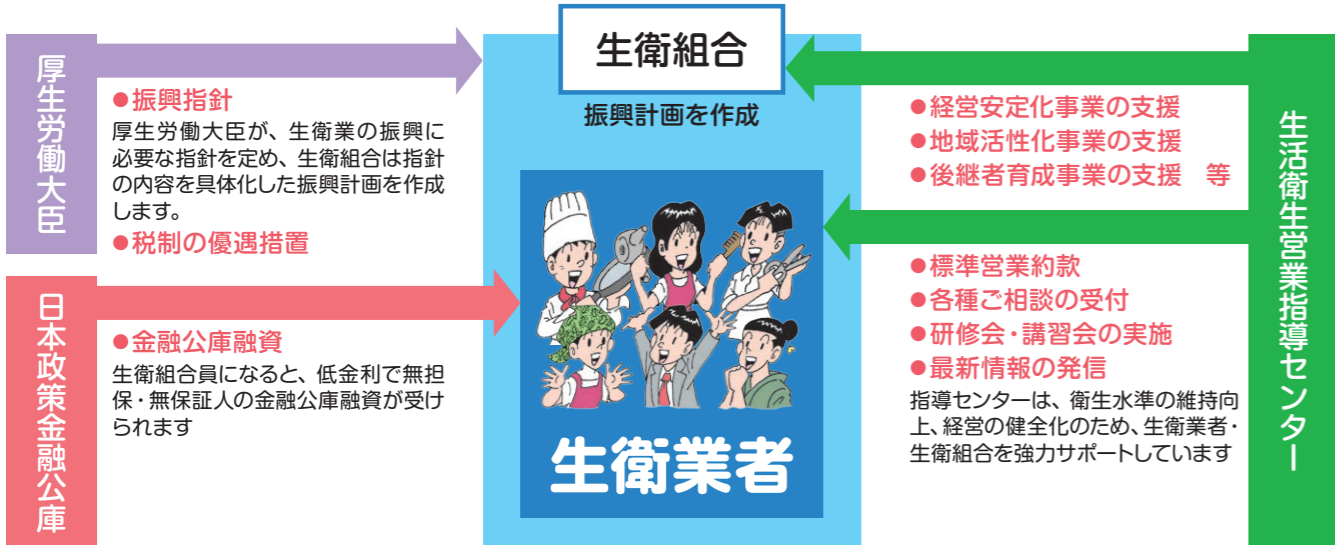 厚生労働大臣
●振興指針
厚生労働大臣が、生衛業の振興に
必要な指針を定め、生衛組合は指針
の内容を具体化した振興計画を作成
します。
●税制の優遇措置
日本政策金融公庫
●金融公庫融資
生衛組合員になると、低金利で無担
保・無保証人の金融公庫融資が受け
られます
生衛組合
振興計画を作成
生衛業者
●経営安定化事業の支援
●地域活性化事業の支援
●後継者育成事業の支援　等
●標準営業約款
●各種ご相談の受付
●研修会・講習会の実施
●最新情報の発信
指導センターは、衛生水準の維持向
上、経営の健全化のため、生衛業者・
生衛組合を強力サポートしています
生活衛生営業指導センター